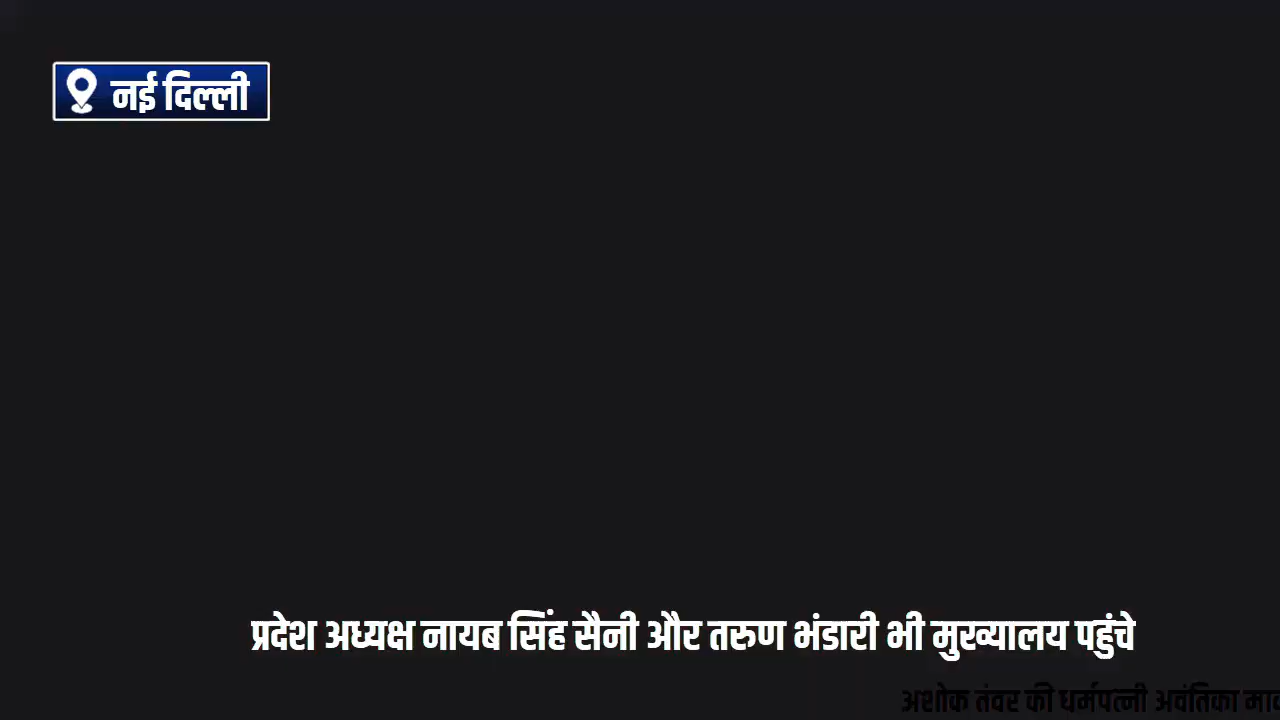 नई दिल्ली
प्रदेश अध्यक्ष नायब सिंह सैनी और तरुण भंडारी भी मुख्यालय पहुंचे
अशोक तंवर की धर्मपत्नी अवंतिका